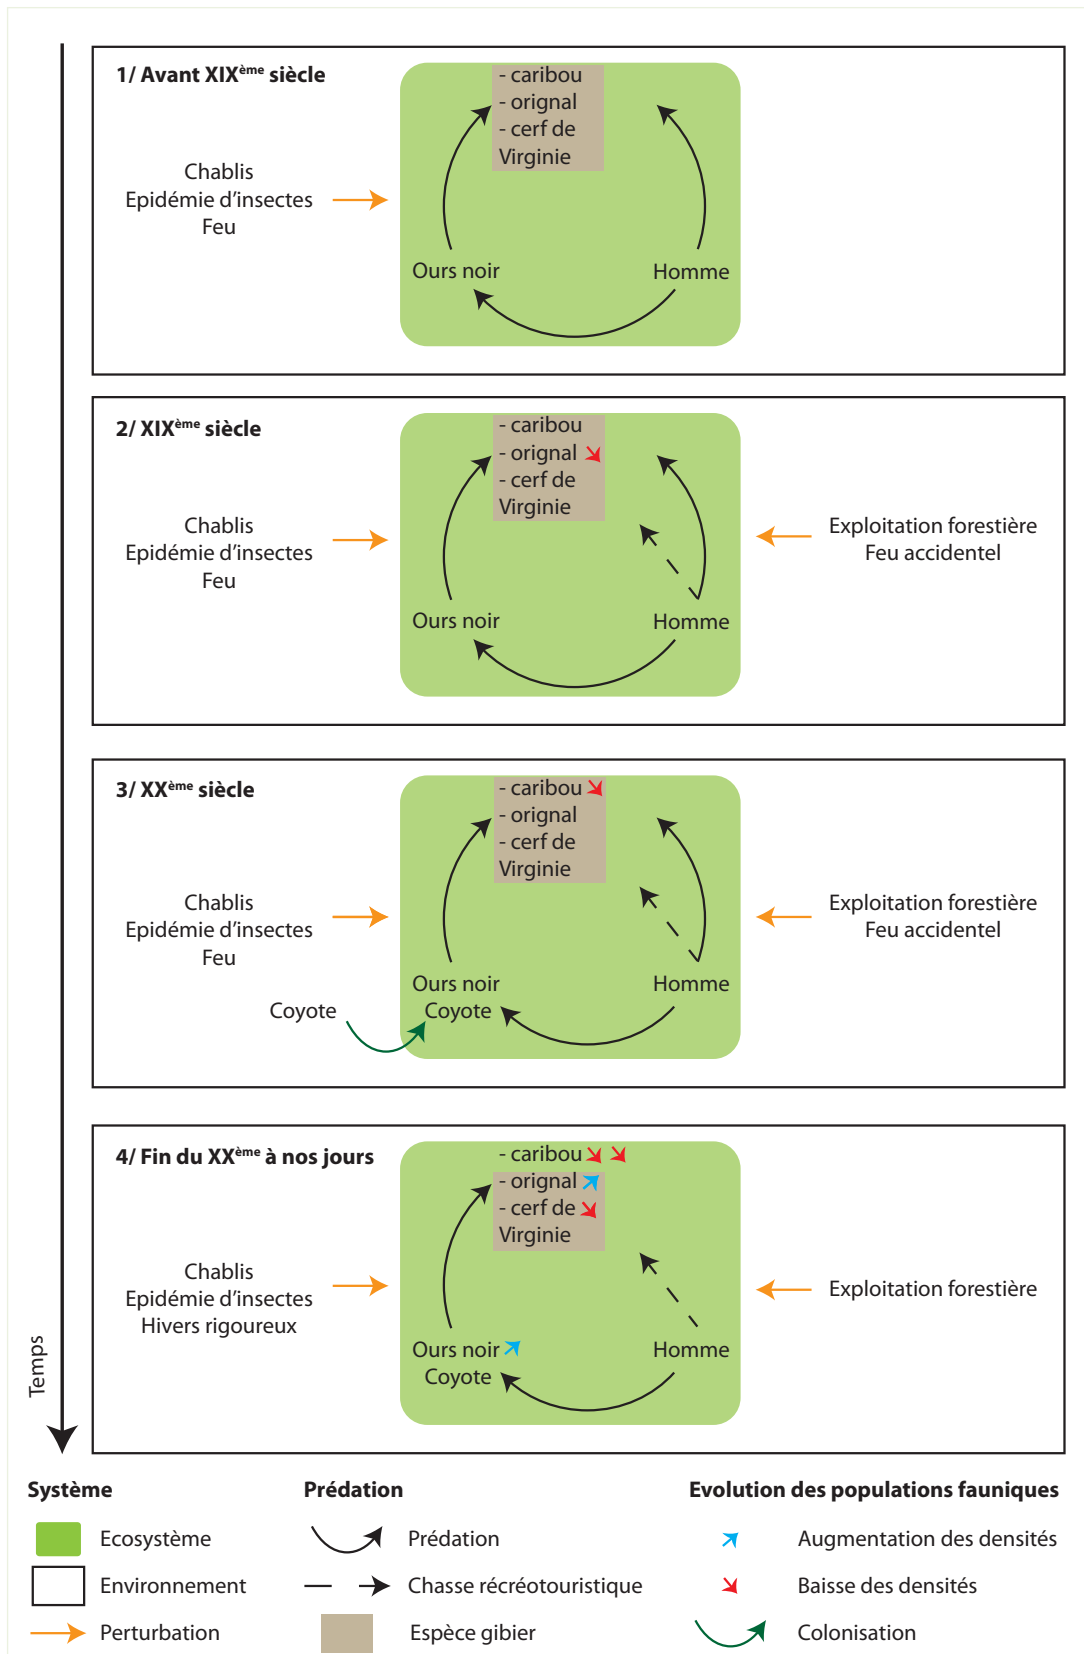 1/ Avant XIXème siècle
- caribou
- orignal
- cerf de
Virginie
Chablis
Epidémie d'insectes
Feu
Ours noir
Homme
2/ XIXème siècle
- caribou
- orignal
- cerf de
Virginie
Chablis
Epidémie d'insectes
Feu
Exploitation forestière
Feu accidentel
Ours noir
Homme
3/ XXème siècle
- caribou
- orignal
- cerf de
Virginie
Chablis
Epidémie d'insectes
Feu
Exploitation forestière
Feu accidentel
Ours noir
Homme
Coyote
Coyote
4/ Fin du XXème à nos jours
- caribou
- orignal
- cerf de
Virginie
Chablis
Epidémie d'insectes
Hivers rigoureux
Exploitation forestière
Ours noir
Homme
Coyote
Temps
Système
Ecosystème
Environnement
Perturbation
Prédation
Prédation
Chasse récréotouristique
Espèce gibier
Evolution des populations fauniques
Augmentation des densités
Baisse des densités
Colonisation